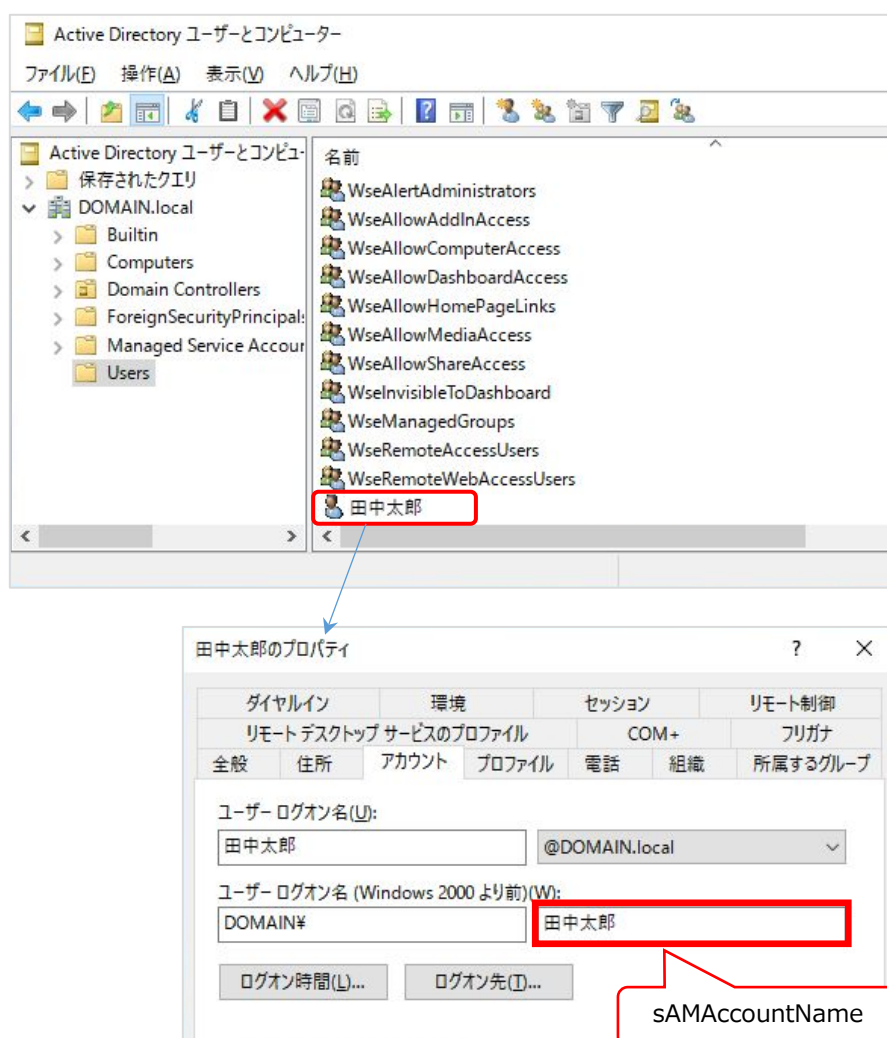 Active Directory ユーザーとコンピューター
ファイル(F) 操作(A) 表示(V) ヘルプ(H)
Active Directory ユーザーとコンピュ
保存されたクエリ
DOMAIN.local
Builtin
Computers
Domain Controllers
ForeignSecurityPrincipals
Managed Service Accour
Users
名前
WseAlertAdministrators
WseAllowAddInAccess
WseAllowComputerAccess
WseAllowDashboardAccess
WseAllowHomePageLinks
WseAllowMediaAccess
WseAllowShareAccess
WseInvisibleToDashboard
WseManagedGroups
WseRemoteAccessUsers
WseRemoteWebAccessUsers
田中太郎
田中太郎のプロパティ ? ×
ダイヤルイン 環境 セッション リモート制御
リモート デスクトップ サービスのプロファイル COM+ フリガナ
全般 住所 アカウント プロファイル 電話 組織 所属するグループ
ユーザー ログオン名(U):
田中太郎 @DOMAIN.local
ユーザー ログオン名 (Windows 2000 より前)(W):
DOMAIN¥ 田中太郎
ログオン時間(L)... ログオン先(T)...
sAMAccountName